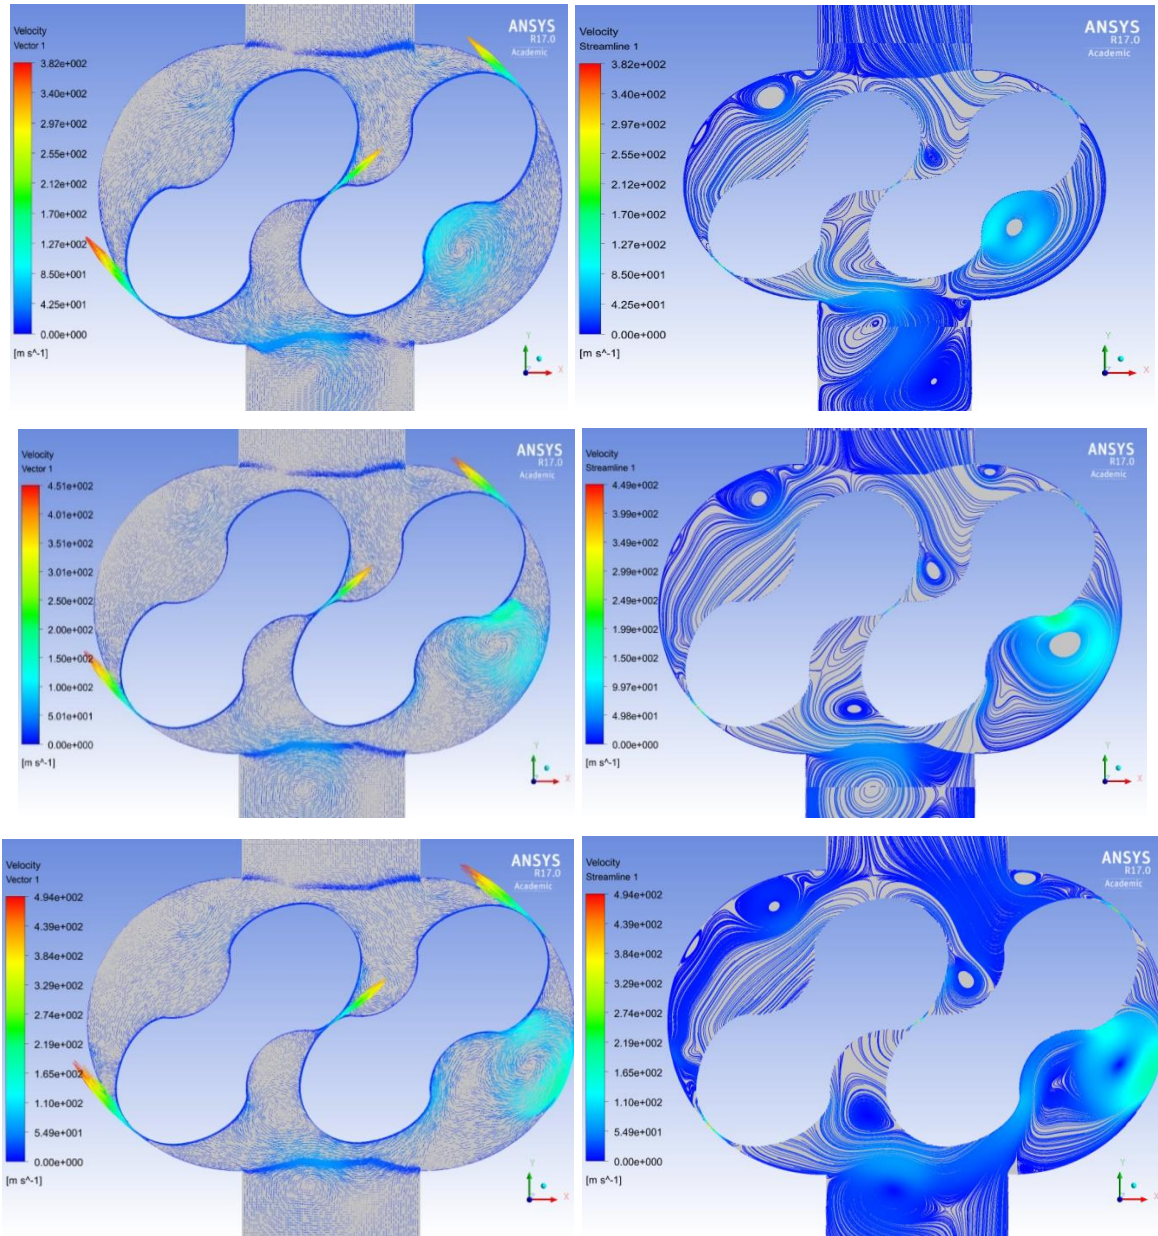 Velocity
Vector 1
3.82e+002
3.40e+002
2.97e+002
2.55e+002
2.12e+002
1.70e+002
1.27e+002
8.50e+001
4.25e+001
0.00e+000
[m s^-1]
ANSYS
R17.0
Academic
Y
X
Velocity
Streamline 1
3.82e+002
3.40e+002
2.97e+002
2.55e+002
2.12e+002
1.70e+002
1.27e+002
8.50e+001
4.25e+001
0.00e+000
[m s^-1]
ANSYS
R17.0
Academic
Y
X
Velocity
Vector 1
4.51e+002
4.01e+002
3.51e+002
3.01e+002
2.50e+002
2.00e+002
1.50e+002
1.00e+002
5.01e+001
0.00e+000
[m s^-1]
ANSYS
R17.0
Academic
Y
X
Velocity
Streamline 1
4.49e+002
3.99e+002
3.49e+002
2.99e+002
2.49e+002
1.99e+002
1.50e+002
9.97e+001
4.98e+001
0.00e+000
[m s^-1]
ANSYS
R17.0
Academic
Y
X
Velocity
Vector 1
4.94e+002
4.39e+002
3.84e+002
3.29e+002
2.74e+002
2.19e+002
1.65e+002
1.10e+002
5.49e+001
0.00e+000
[m s^-1]
ANSYS
R17.0
Academic
Y
X
Velocity
Streamline 1
4.94e+002
4.39e+002
3.84e+002
3.29e+002
2.74e+002
2.19e+002
1.65e+002
1.10e+002
5.49e+001
0.00e+000
[m s^-1]
ANSYS
R17.0
Academic
Y
X